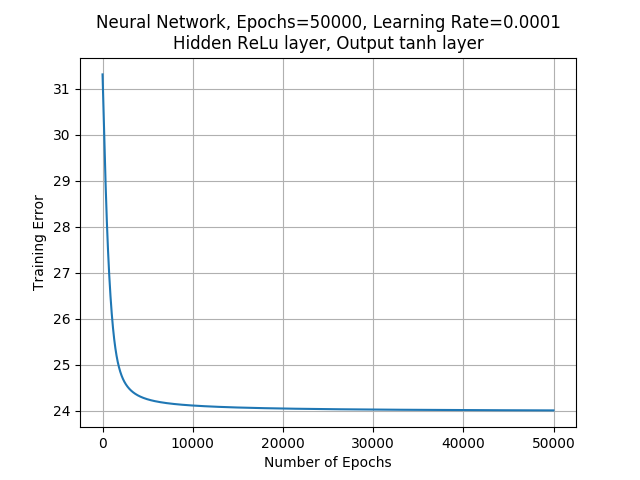 Neural Network, Epochs=50000, Learning Rate=0.0001
Hidden ReLu layer, Output tanh layer
31
30
29
28
27
26
25
24
Training Error
0 10000 20000 30000 40000 50000
Number of Epochs